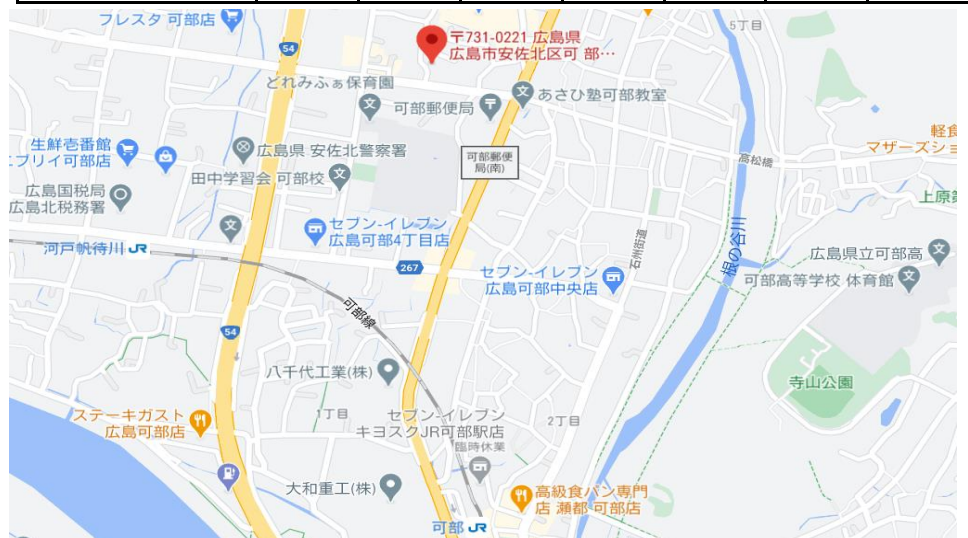 フレスタ 可部店
54
〒731-0221 広島県
広島市安佐北区可 部…
5丁目
どれみふぁ保育園
可部郵便局
あさひ塾可部教室
生鮮壱番館
エブリイ可部店
広島県 安佐北警察署
可部郵便
局(南)
高松橋
軽食
マザーズショ
田中学習会 可部校
広島国税局
広島北税務署
上原
セブン-イレブン
広島可部4丁目店
河戸帆待川 JR
267
セブン-イレブン
広島可部中央店
石州街道
根の谷川
広島県立可部高
可部高等学校 体育館
可部線
54
八千代工業(株)
寺山公園
ステーキガスト
広島可部店
1丁目
セブン-イレブン
キヨスクJR可部駅店
臨時休業
2丁目
大和重工(株)
高級食パン専門
店 瀬都 可部店
可部 JR